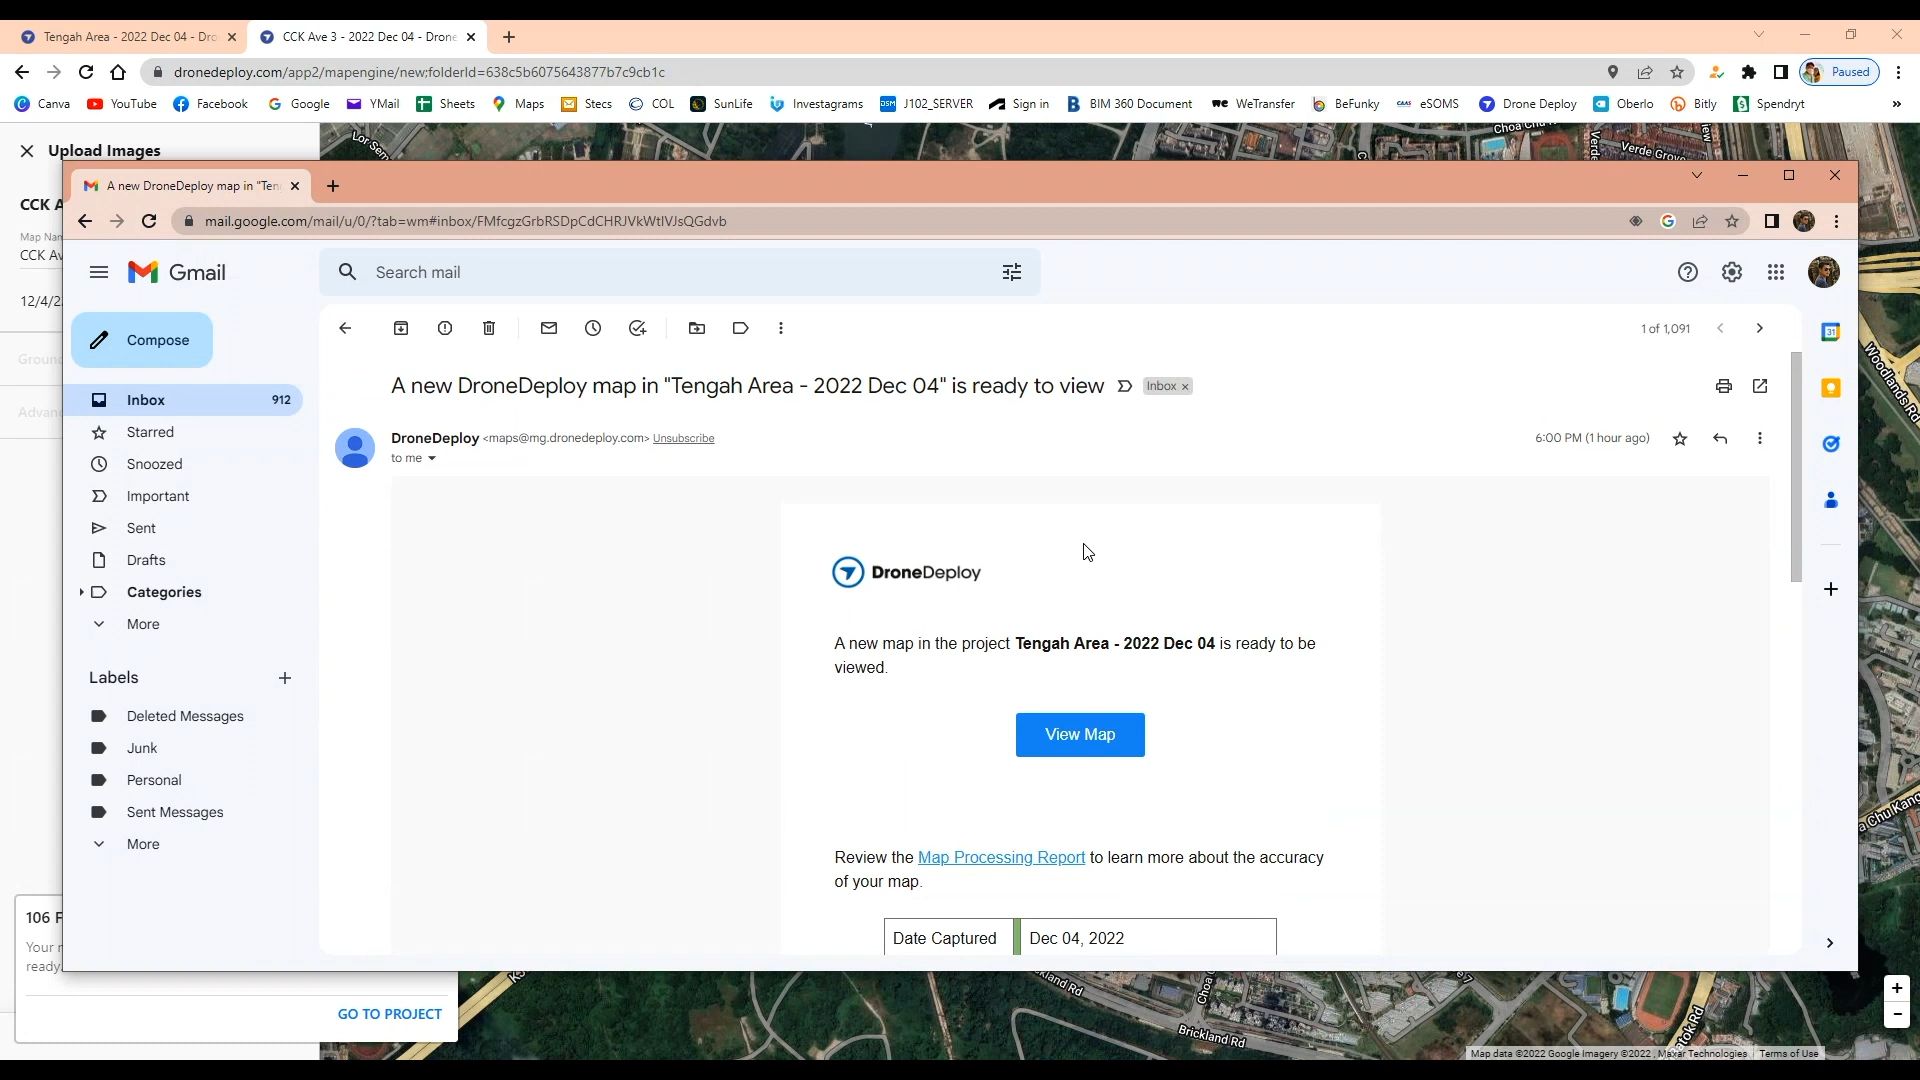 Tengah Area - 2022 Dec 04 - Dro
CCK Ave 3 - 2022 Dec 04 - Drone
dronedeploy.com/app2/mapengine/new;folderId=638c5b6075643877b7c9cb1c
Paused
Canva YouTube Facebook Google YMail Sheets Maps Stecs COL SunLife Investagrams J102_SERVER Sign in BIM 360 Document WeTransfer BeFunky eSOMS Drone Deploy Oberlo Bitly Spendryt
Upload Images
Lor Sem
Verde Grov
CCK A
Map Nam
CCK Av
12/4/2
Groun
Advan
A new DroneDeploy map in "Ten
mail.google.com/mail/u/0/?tab=wm#inbox/FMfcgzGrbRSDpCdCHRJVkWtlVJsQGdvb
Gmail
Search mail
Compose
1 of 1,091
Inbox 912
Starred
Snoozed
Important
Sent
Drafts
Categories
More
Labels
Deleted Messages
Junk
Personal
Sent Messages
More
A new DroneDeploy map in "Tengah Area - 2022 Dec 04" is ready to view
Inbox ×
DroneDeploy <maps@mg.dronedeploy.com> Unsubscribe
6:00 PM (1 hour ago)
to me
DroneDeploy
A new map in the project Tengah Area - 2022 Dec 04 is ready to be
viewed.
View Map
Review the Map Processing Report to learn more about the accuracy
of your map.
Date Captured Dec 04, 2022
31
Woodlands Rd
106 F
Your
ready
GO TO PROJECT
Brickland Rd
Map data ©2022 Google Imagery ©2022 , Maxar Technologies
Terms of Use